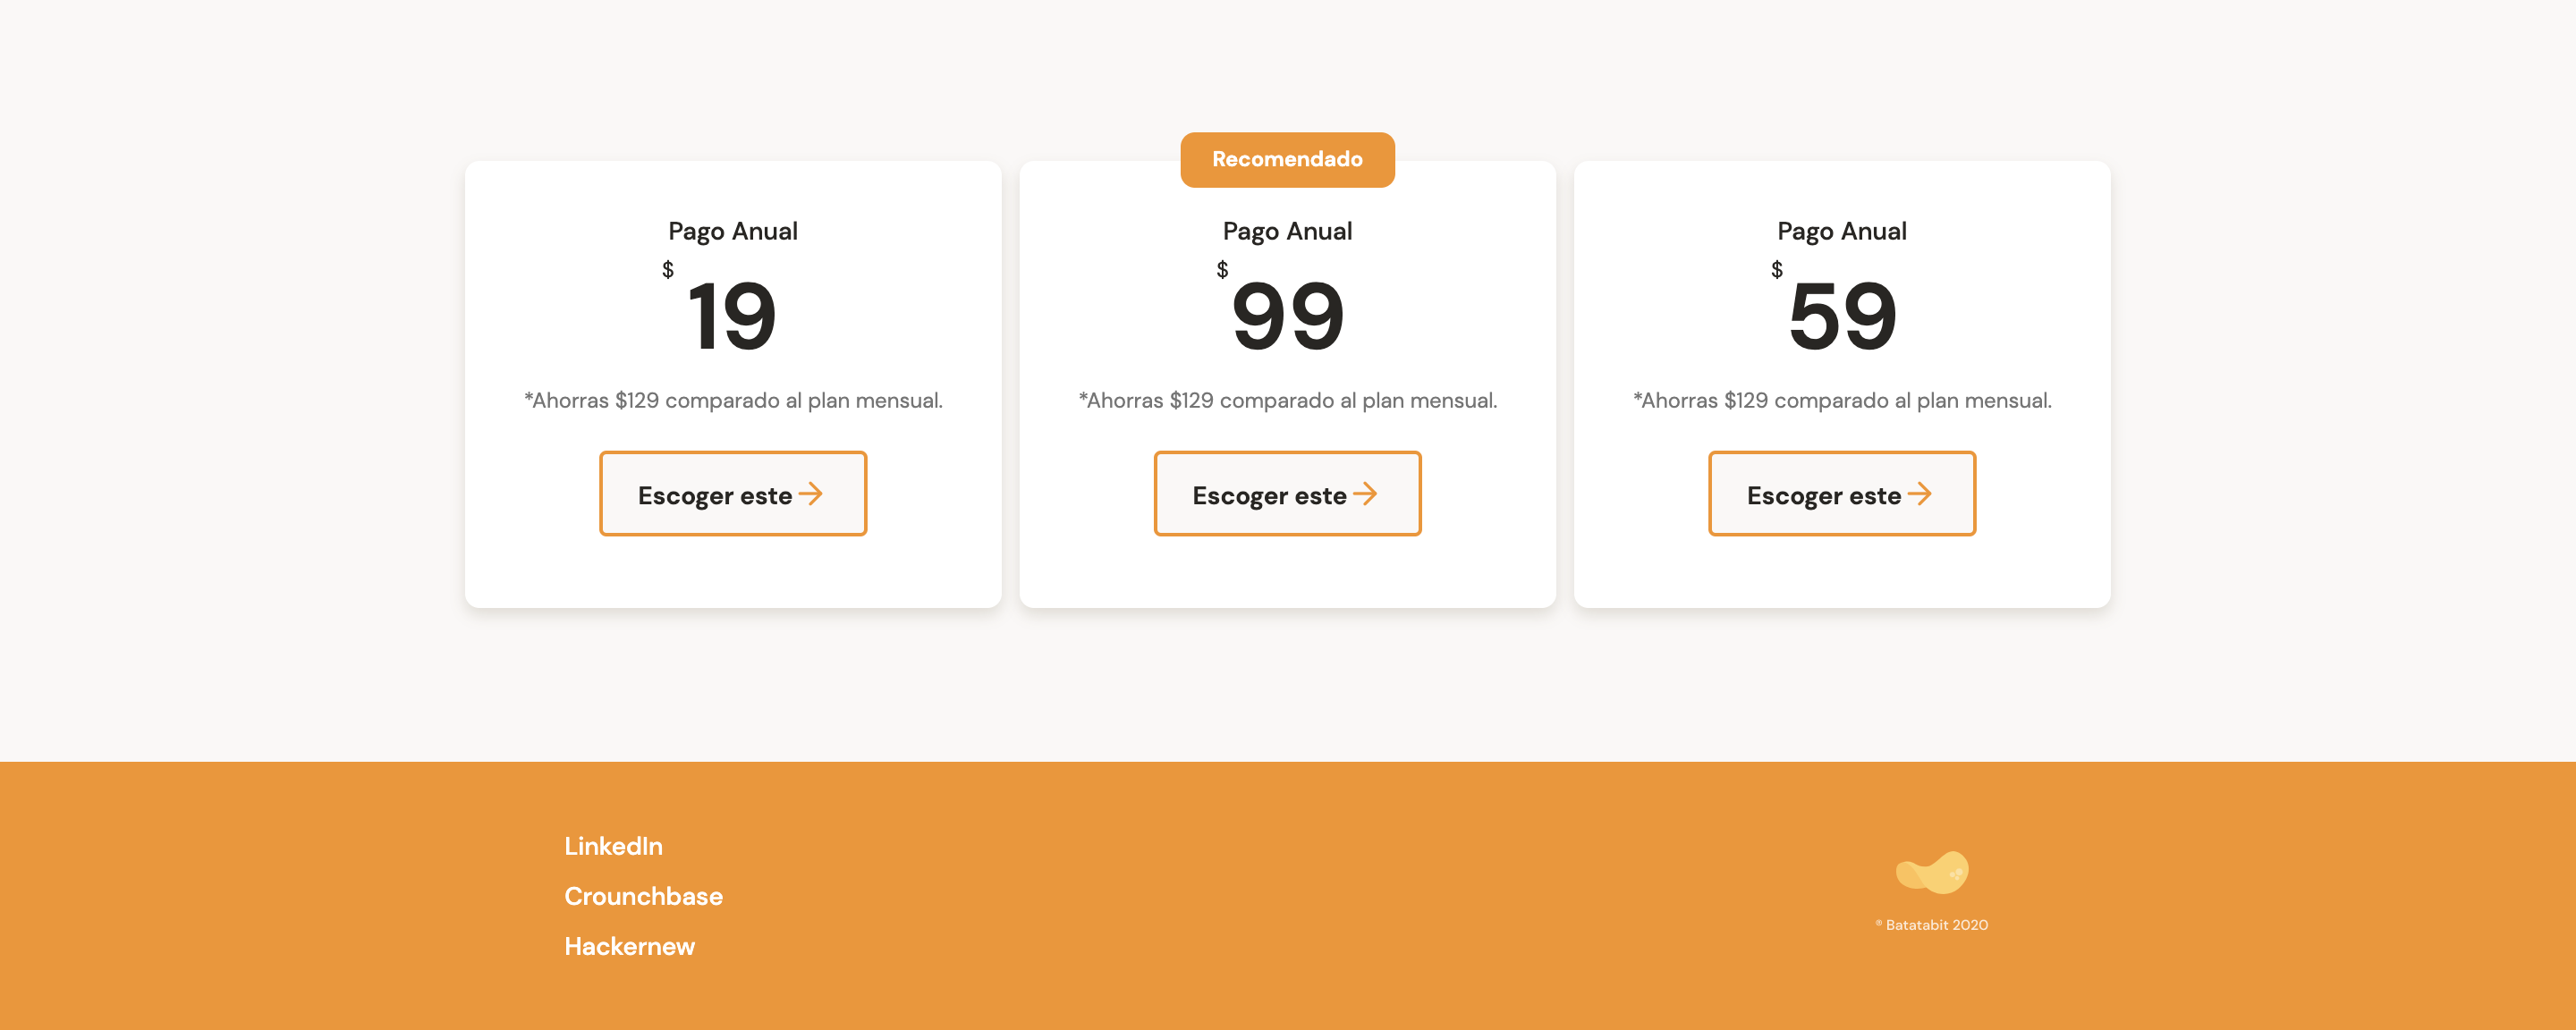 Recomendado
Pago Anual
$
19
*Ahorras $129 comparado al plan mensual.
Escoger este
Pago Anual
$
99
*Ahorras $129 comparado al plan mensual.
Escoger este
Pago Anual
$
59
*Ahorras $129 comparado al plan mensual.
Escoger este
LinkedIn
Crounchbase
Hackernew
® Batatabit 2020